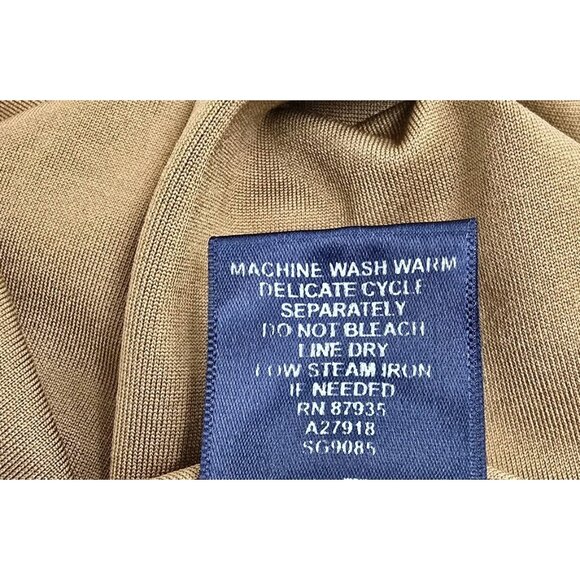 MACHINE WASH WARM
DELICATE CYCLE
SEPARATELY
DO NOT BLEACH
LINE DRY
LOW STEAM IRON
IF NEEDED
RN 87935
A27918
SG9085